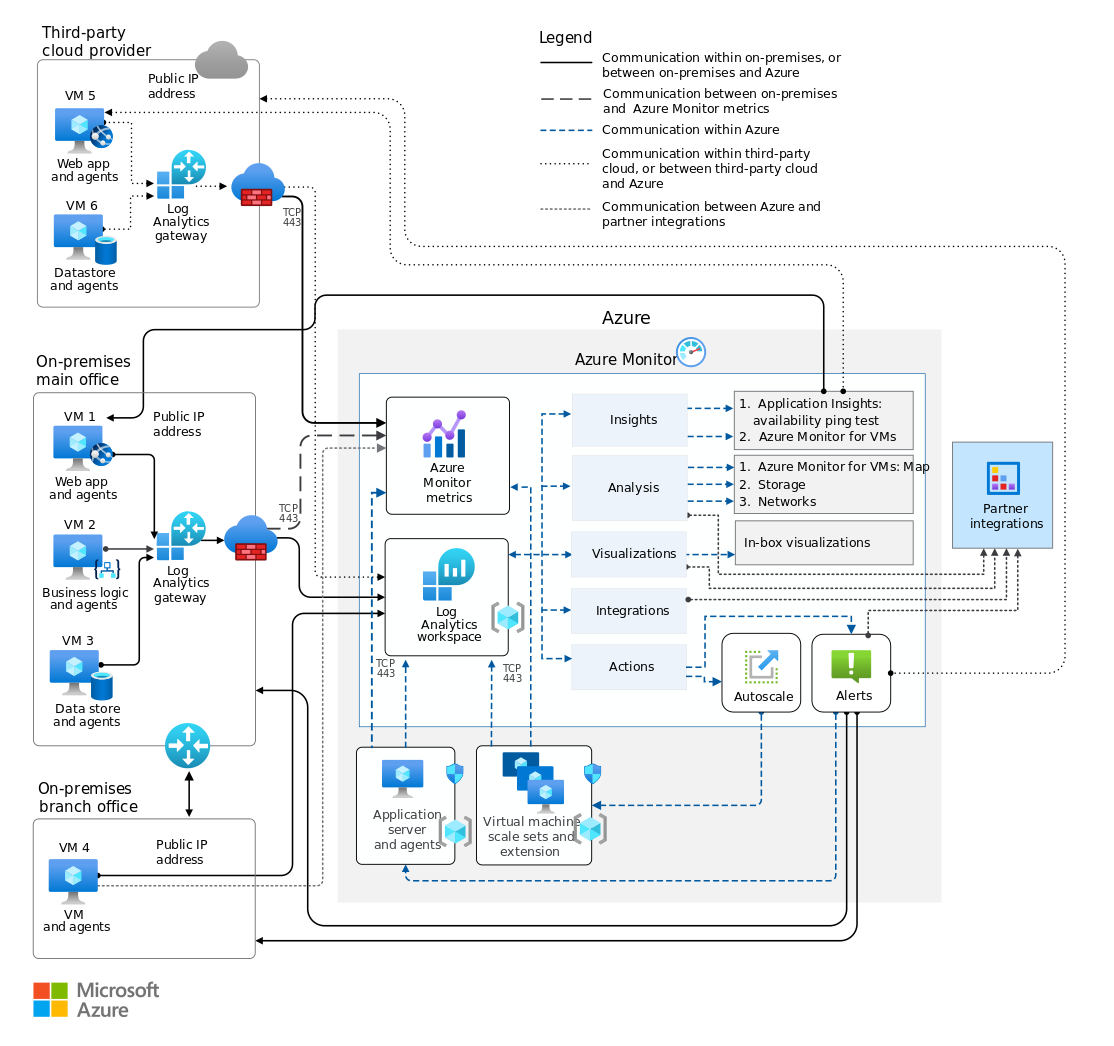 Third-party
cloud provider
Public IP
address
VM 5
Web app
and agents
VM 6
Datastore
and agents
Log
Analytics
gateway
TCP
443
Legend
Communication within on-premises, or
between on-premises and Azure
Communication between on-premises
and Azure Monitor metrics
Communication within Azure
Communication within third-party
cloud, or between third-party cloud
and Azure
Communication between Azure and
partner integrations
On-premises
main office
Public IP
address
VM 1
Web app
and agents
VM 2
Business logic
and agents
VM 3
Data store
and agents
Log
Analytics
gateway
TCP
443
On-premises
branch office
Public IP
address
VM 4
VM
and agents
Azure
Azure Monitor
Azure
Monitor
metrics
Log
Analytics
workspace
TCP
443
TCP
443
Insights
Analysis
Visualizations
Integrations
Actions
1. Application Insights:
availability ping test
2. Azure Monitor for VMs
1. Azure Monitor for VMs: Map
2. Storage
3. Networks
In-box visualizations
Autoscale
Alerts
Partner
integrations
Application
server
and agents
Virtual machine
scale sets and
extension
Microsoft
Azure